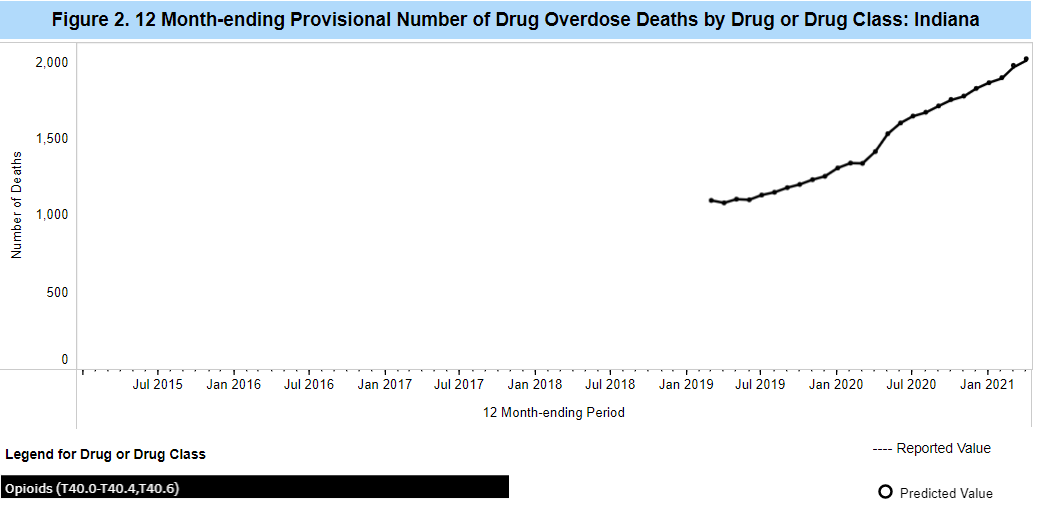 Figure 2. 12 Month-ending Provisional Number of Drug Overdose Deaths by Drug or Drug Class: Indiana
2,000
1,500
1,000
500
0
Number of Deaths
Jul 2015 Jan 2016 Jul 2016 Jan 2017 Jul 2017 Jan 2018 Jul 2018 Jan 2019 Jul 2019 Jan 2020 Jul 2020 Jan 2021
12 Month-ending Period
Legend for Drug or Drug Class
Opioids (T40.0-T40.4,T40.6)
---- Reported Value
Predicted Value